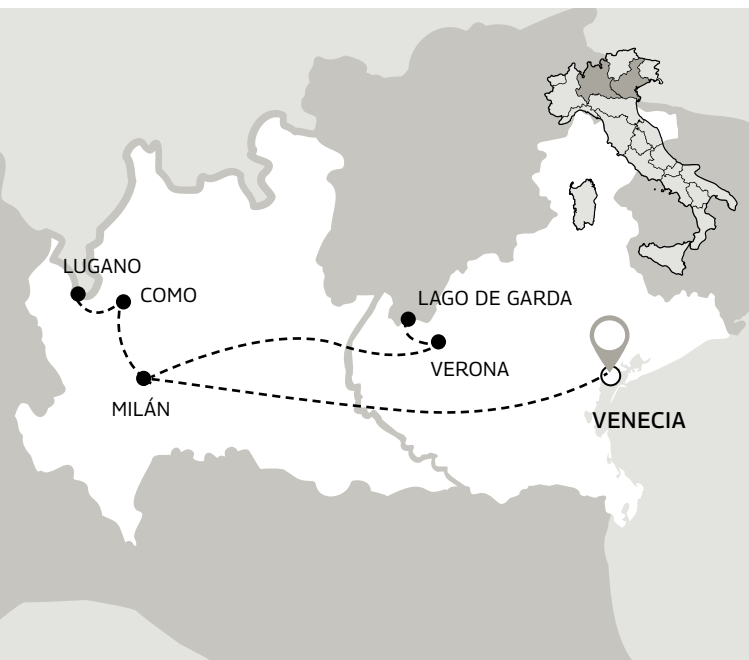 LUGANO
COMO
LAGO DE GARDA
VERONA
MILÁN
VENECIA